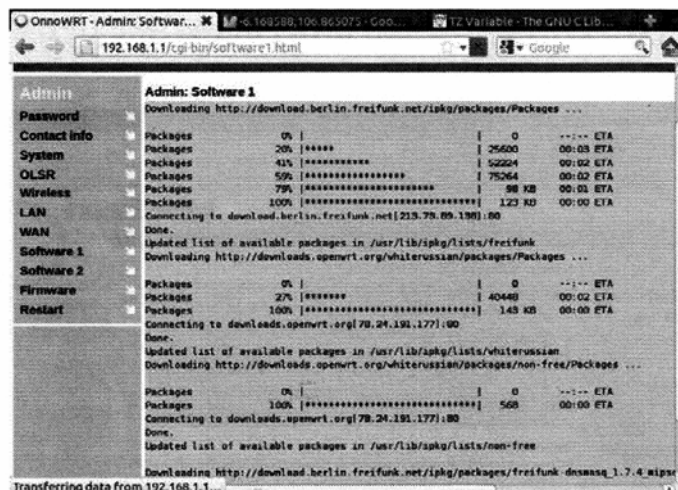 OnnoWRT - Admin: Softwar... ✖ -6.168588,106.865075 - Goo... TZ Variable - The GNU C Lib...
192.168.1.1/cgi-bin/software1.html Google
Admin
Password
Contact info
System
OLSR
Wireless
LAN
WAN
Software 1
Software 2
Firmware
Restart
Admin: Software 1
Downloading http://download.berlin.freifunk.net/ipkg/packages/Packages ...
Packages 0% | | 0 --:-- ETA
Packages 20% |***** | 25600 00:03 ETA
Packages 41% |*********** | 52224 00:02 ETA
Packages 59% |****************** | 75264 00:02 ETA
Packages 79% |*********************** | 98 KB 00:01 ETA
Packages 100% |*******************************| 123 KB 00:00 ETA
Connecting to download.berlin.freifunk.net[213.73.89.138]:80
Done.
Updated list of available packages in /usr/lib/ipkg/lists/freifunk
Downloading http://downloads.openwrt.org/whiterussian/packages/Packages ...
Packages 0% | | 0 --:-- ETA
Packages 27% |******* | 40448 00:02 ETA
Packages 100% |*******************************| 143 KB 00:00 ETA
Connecting to downloads.openwrt.org[78.24.191.177]:80
Done.
Updated list of available packages in /usr/lib/ipkg/lists/whiterussian
Downloading http://downloads.openwrt.org/whiterussian/packages/non-free/Packages ...
Packages 0% | | 0 --:-- ETA
Packages 100% |*******************************| 568 00:00 ETA
Connecting to downloads.openwrt.org[78.24.191.177]:80
Done.
Updated list of available packages in /usr/lib/ipkg/lists/non-free
Downloading http://download.berlin.freifunk.net/ipkg/packages/freifunk-dnsmasq_1.7.4_mipse
Transferring data from 192.168.1.1...